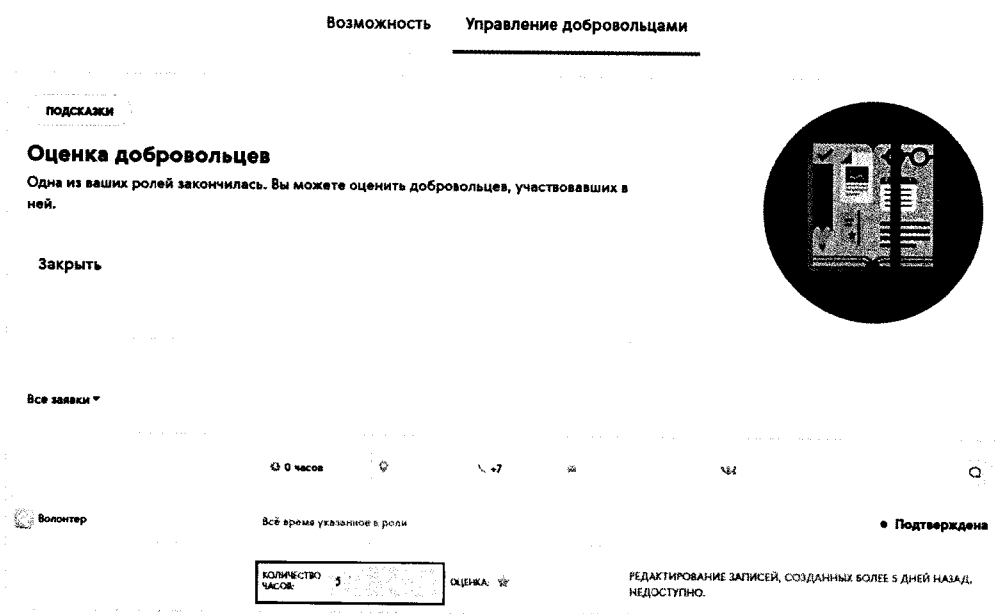 Возможность Управление добровольцами
ПОДСКАЗКИ
Оценка добровольцев
Одна из ваших ролей закончилась. Вы можете оценить добровольцев, участвовавших в
ней.
Закрыть
Все заявки
0 часов +7
Волонтер Всё время указанное в роли Подтверждена
КОЛИЧЕСТВО
ЧАСОВ: 5 ОЦЕНКА: РЕДАКТИРОВАНИЕ ЗАПИСЕЙ, СОЗДАННЫХ БОЛЕЕ 5 ДНЕЙ НАЗАД,
НЕДОСТУПНО.